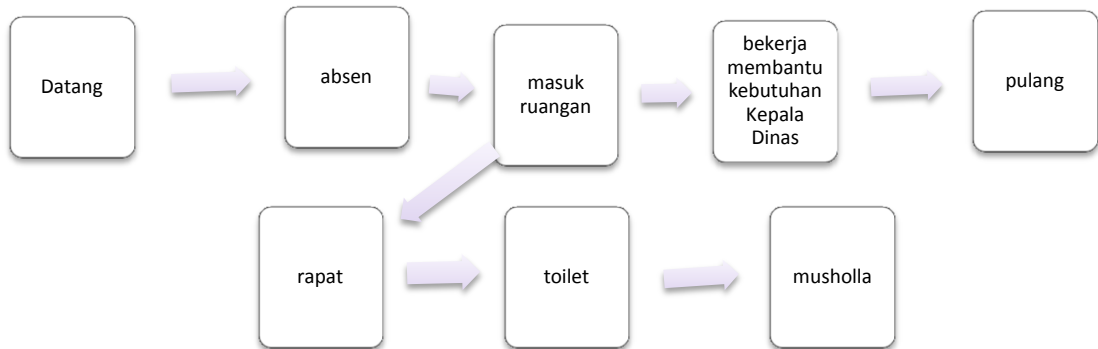 Datang
absen
masuk
ruangan
bekerja
membantu
kebutuhan
Kepala
Dinas
pulang
rapat
toilet
musholla